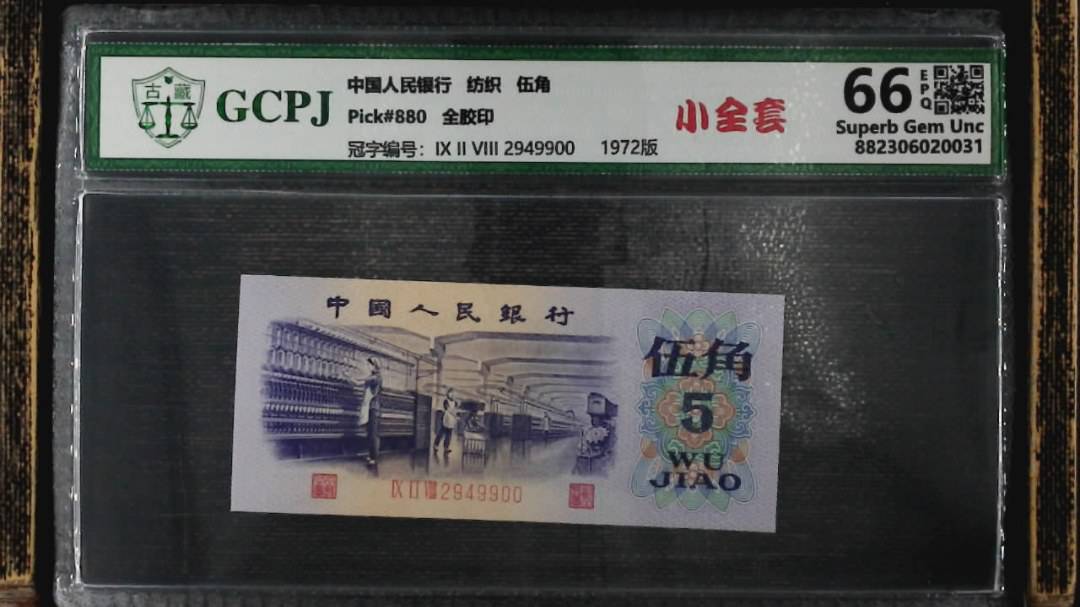 古藏
GCPJ
中国人民银行 纺织 伍角
Pick#880 全胶印
冠字编号: IX II VIII 2949900 1972版
小全套
66
EPQ
Superb Gem Unc
882306020031
中國人民銀行
伍角
5
WU
JIAO
IX II VIII 2949900